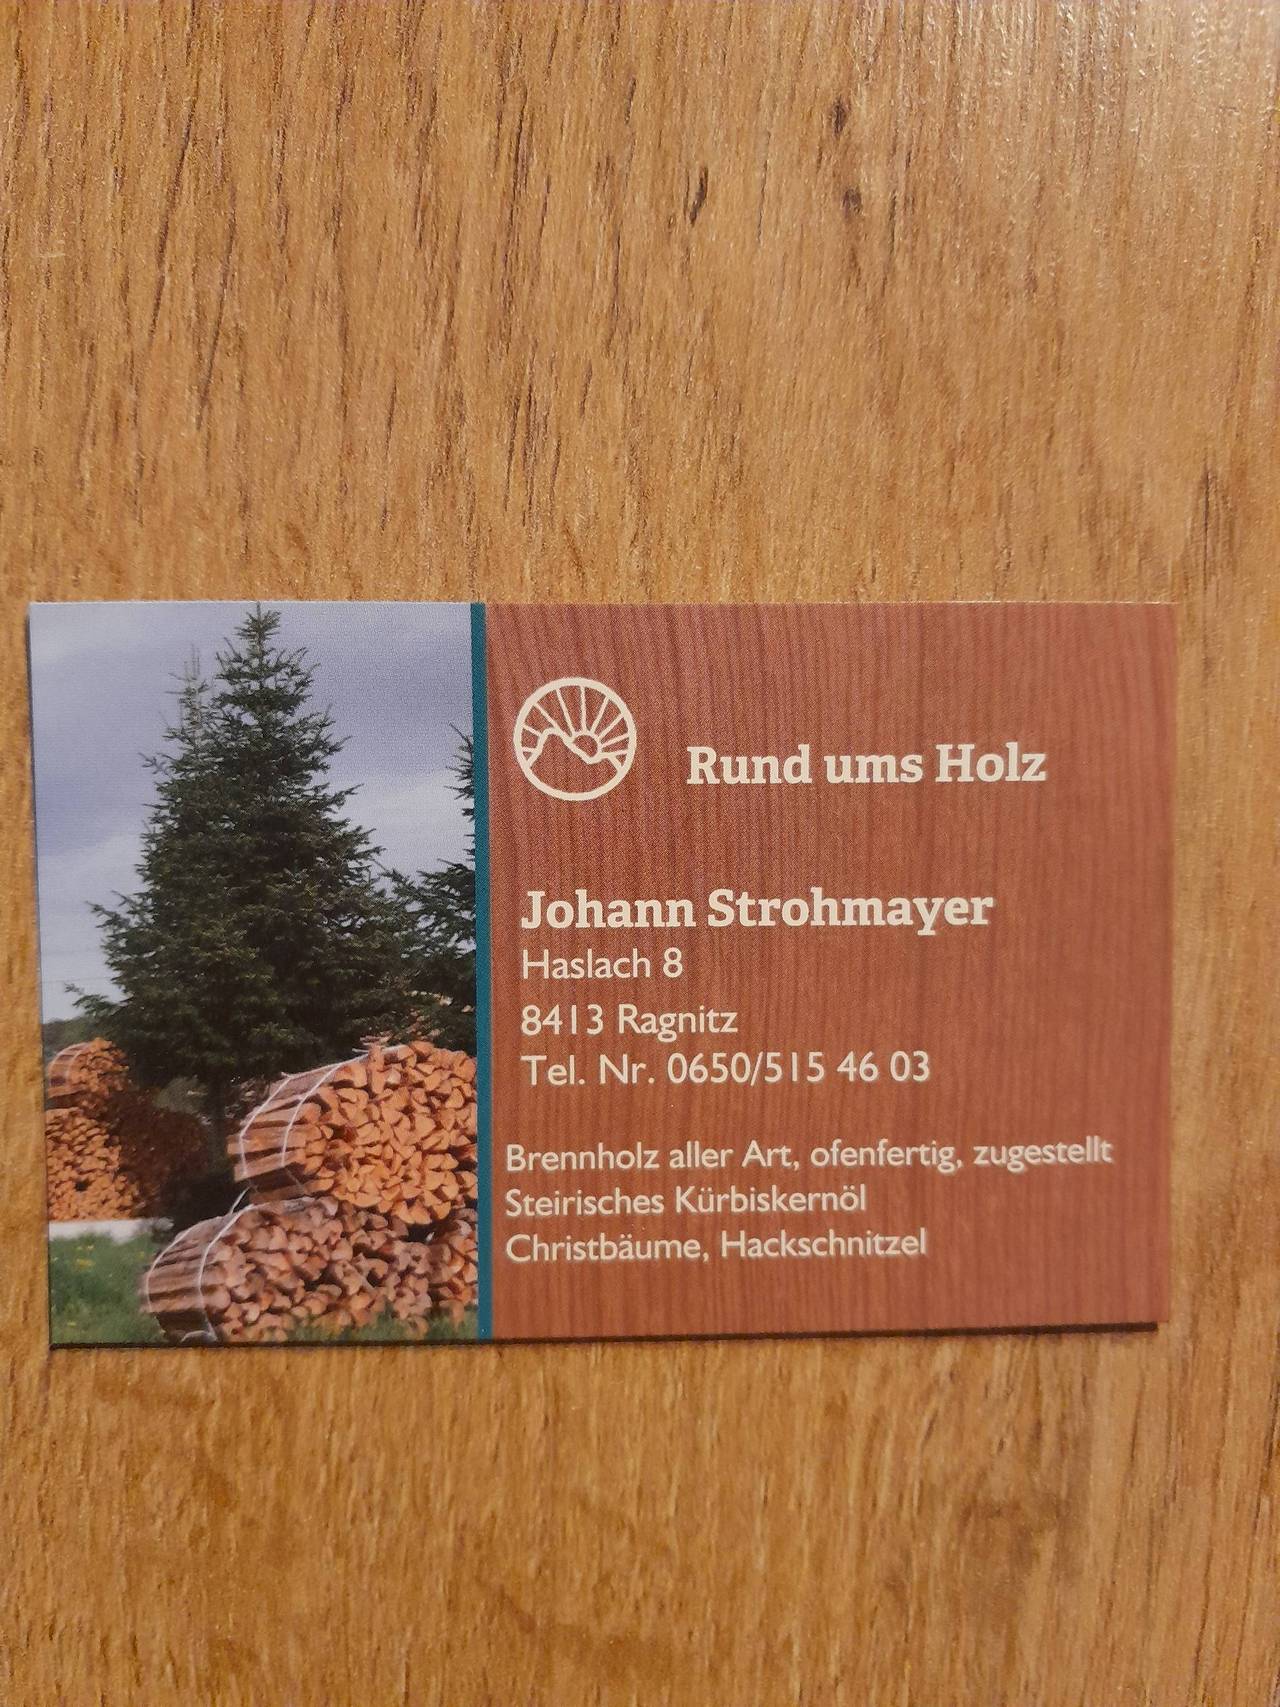 Rund ums Holz
Johann Strohmayer
Haslach 8
8413 Ragnitz
Tel. Nr. 0650/515 46 03
Brennholz aller Art, ofenfertig, zugestellt
Steirisches Kürbiskernöl
Christbäume, Hackschnitzel